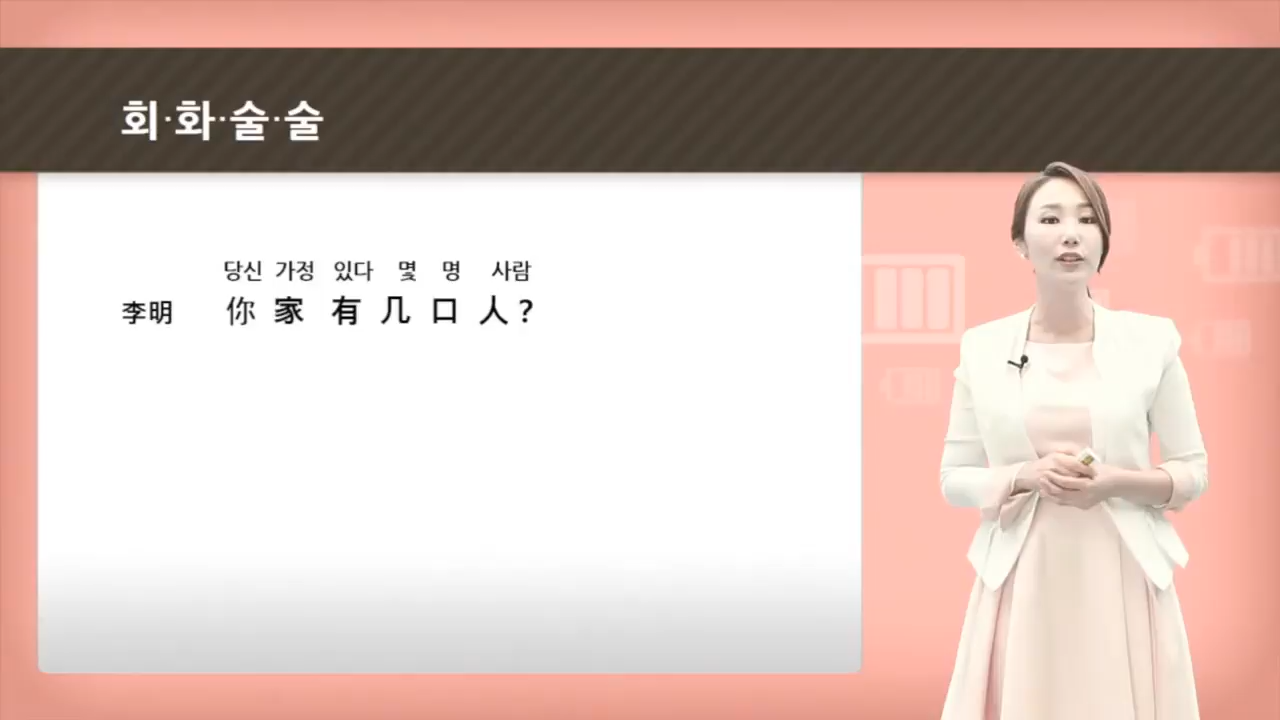 회·화·술·술
당신 가정 있다 몇 명 사람
李明 你 家 有 几 口 人?